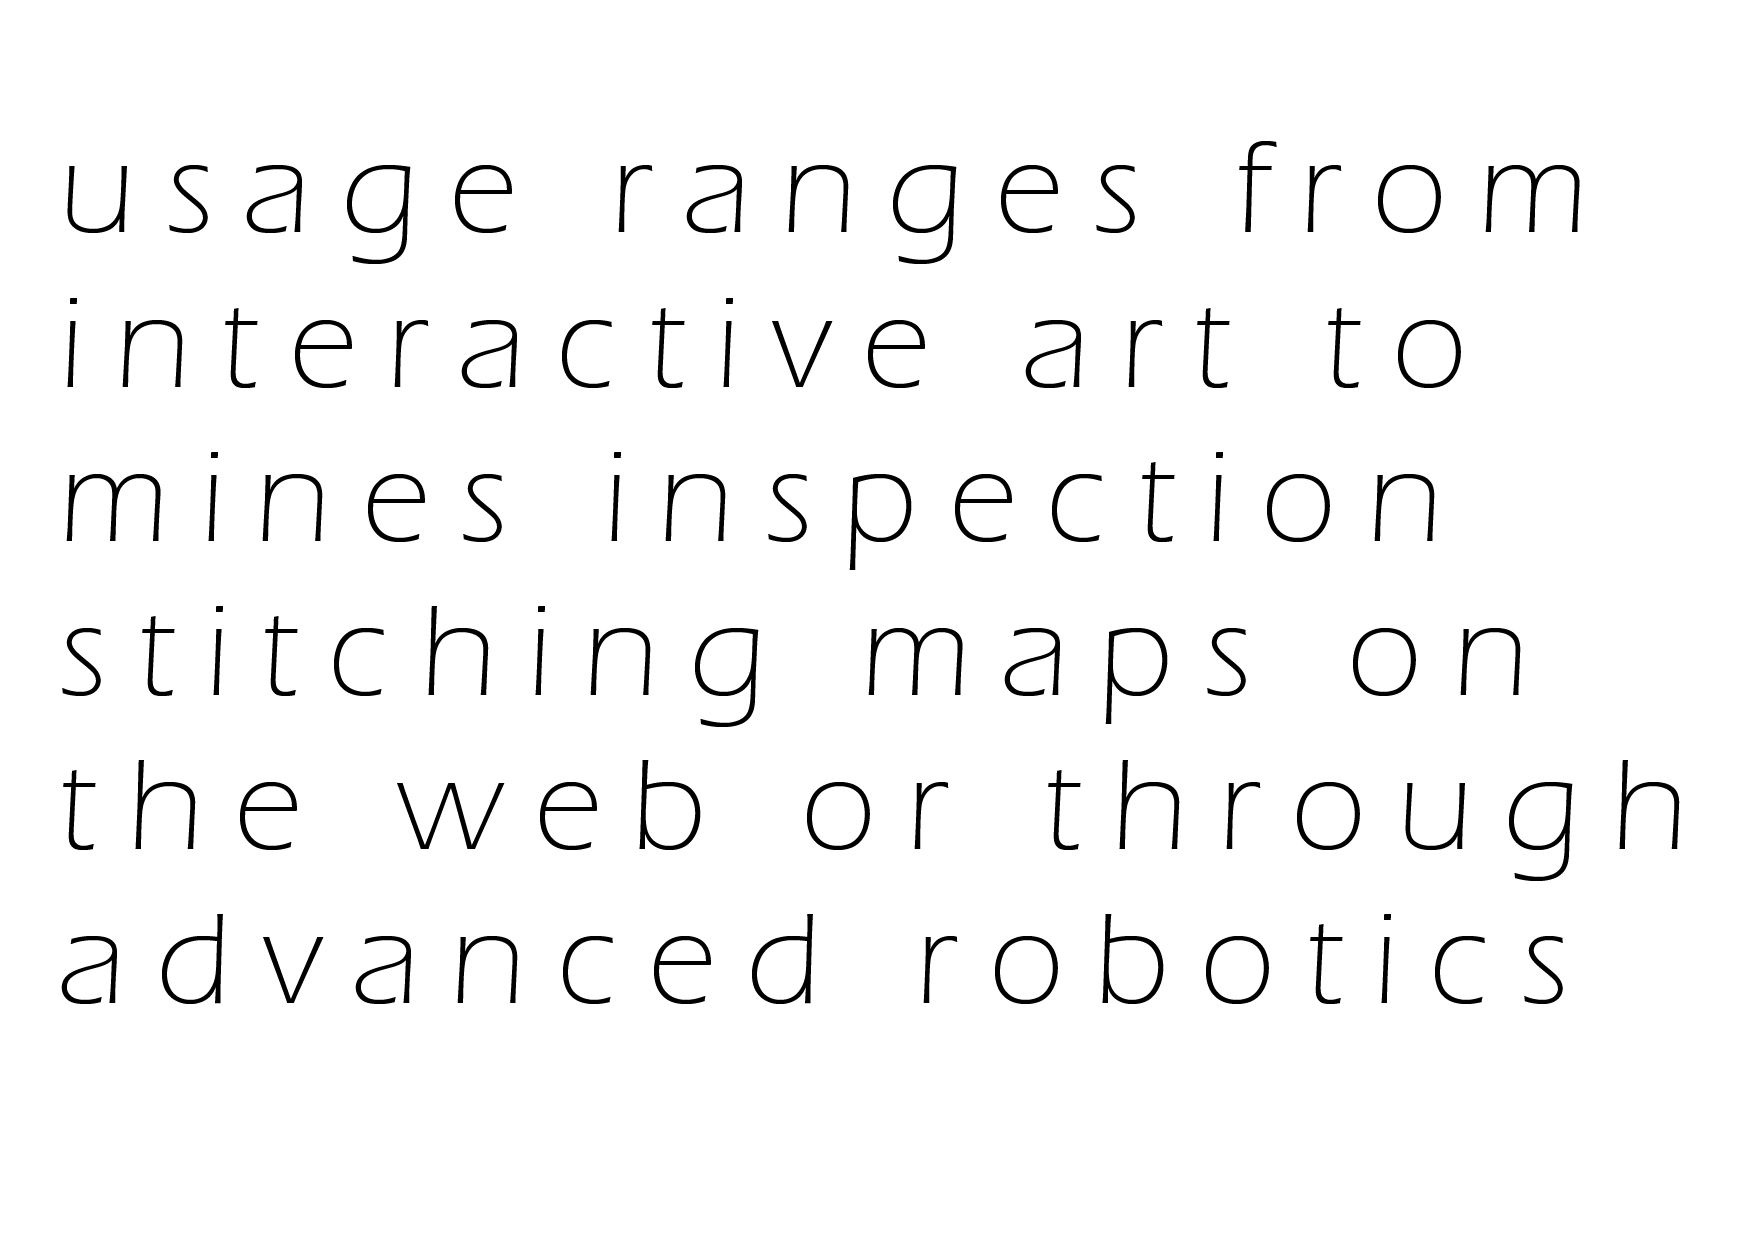 usage ranges from
interactive art to
mines inspection
stitching maps on
the web or through
advanced robotics